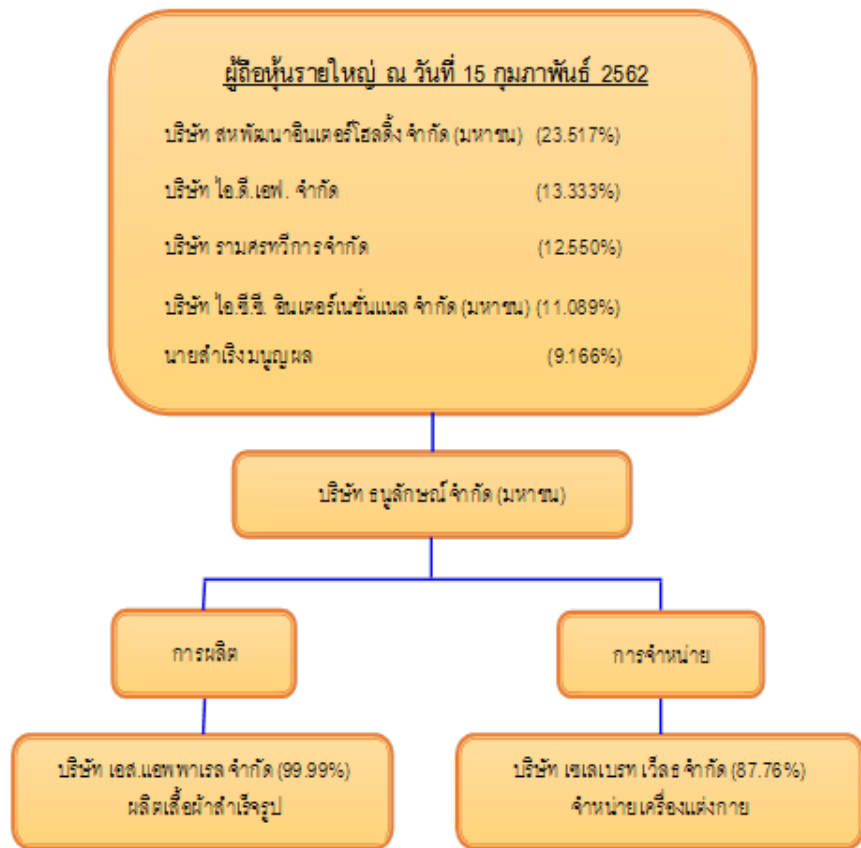 ผู้ถือหุ้นรายใหญ่ ณ วันที่ 15 กุมภาพันธ์ 2562
บริษัท สหพัฒนาอินเตอร์โฮลดิ้ง จำกัด (มหาชน) (23.517%)
บริษัท ไอ.ดี.เอฟ. จำกัด (13.333%)
บริษัท รามศรทวีการ จำกัด (12.550%)
บริษัท ไอ.ซี.ซี. อินเตอร์เนชั่นแนล จำกัด (มหาชน) (11.089%)
นายสำเริง มนูญผล (9.166%)
บริษัท ธนูลักษณ์ จำกัด (มหาชน)
การผลิต
การจำหน่าย
บริษัท เอส.แอพพาเรล จำกัด (99.99%)
ผลิตเสื้อผ้าสำเร็จรูป
บริษัท เซเลเบรท เว็ลธ จำกัด (87.76%)
จำหน่ายเครื่องแต่งกาย